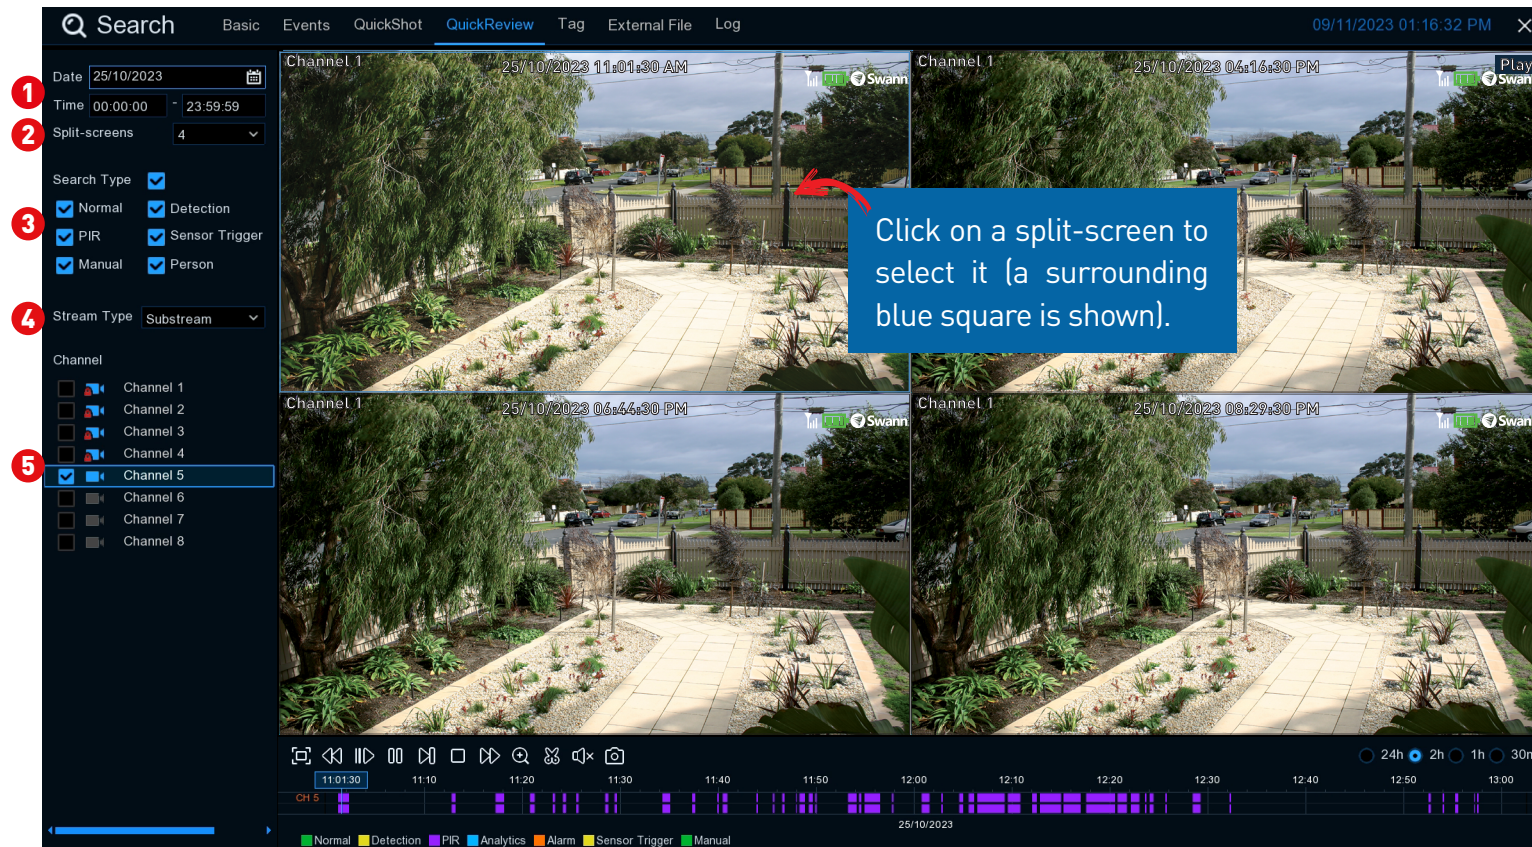 Search Basic Events QuickShot QuickReview Tag External File Log 09/11/2023 01:16:32 PM
1
Date 25/10/2023
Time 00:00:00 - 23:59:59
2
Split-screens 4
Search Type
3
Normal Detection
PIR Sensor Trigger
Manual Person
4
Stream Type Substream
Channel
Channel 1
Channel 2
Channel 3
Channel 4
5
Channel 5
Channel 6
Channel 7
Channel 8
Channel 1 25/10/2023 11:01:30 AM Swann
Channel 1 25/10/2023 04:16:30 PM Play
Swann
Click on a split-screen to
select it (a surrounding
blue square is shown).
Channel 1 25/10/2023 06:44:30 PM Swann
Channel 1 25/10/2023 08:29:30 PM Swann
24h 2h 1h 30m
11:01:30 11:10 11:20 11:30 11:40 11:50 12:00 12:10 12:20 12:30 12:40 12:50 13:00
CH 5
25/10/2023
Normal Detection PIR Analytics Alarm Sensor Trigger Manual